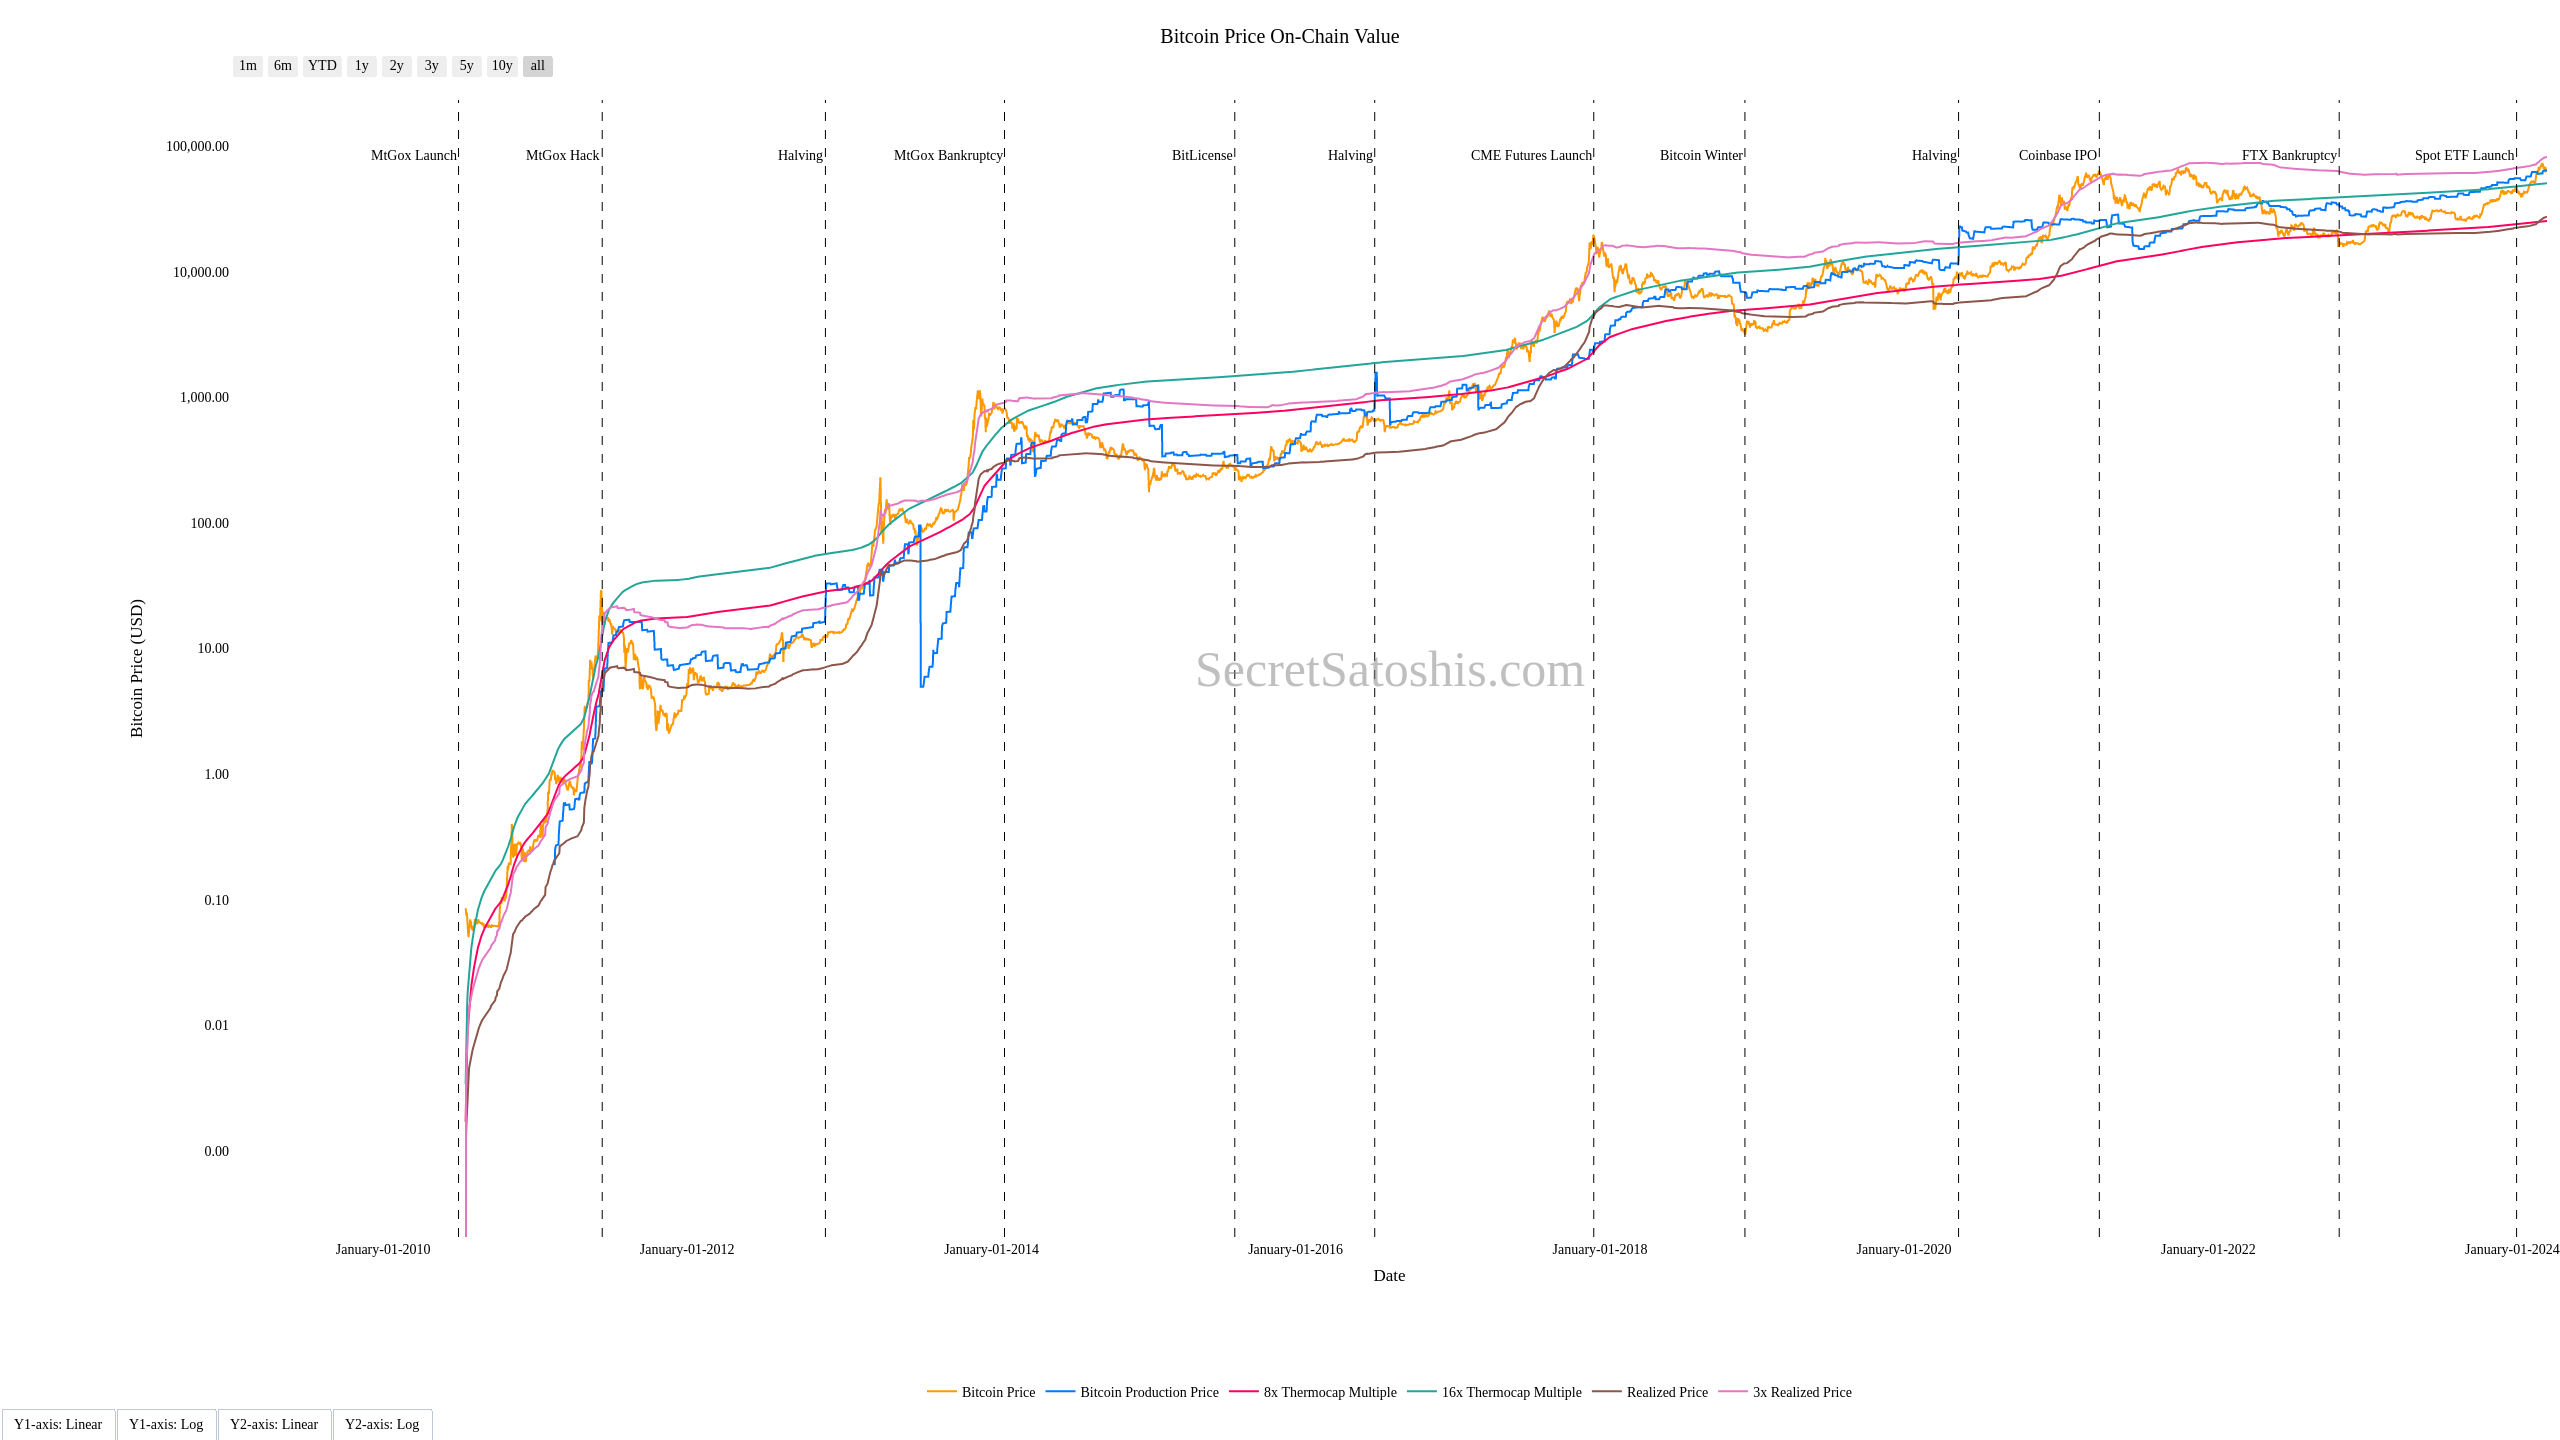 Bitcoin Price On-Chain Value
1m 6m YTD 1y 2y 3y 5y 10y all
100,000.00
10,000.00
1,000.00
100.00
10.00
1.00
0.10
0.01
0.00
Bitcoin Price (USD)
MtGox Launch MtGox Hack Halving MtGox Bankruptcy BitLicense Halving CME Futures Launch Bitcoin Winter Halving Coinbase IPO FTX Bankruptcy Spot ETF Launch
SecretSatoshis.com
January-01-2010 January-01-2012 January-01-2014 January-01-2016 January-01-2018 January-01-2020 January-01-2022 January-01-2024
Date
Bitcoin Price Bitcoin Production Price 8x Thermocap Multiple 16x Thermocap Multiple Realized Price 3x Realized Price
Y1-axis: Linear Y1-axis: Log Y2-axis: Linear Y2-axis: Log